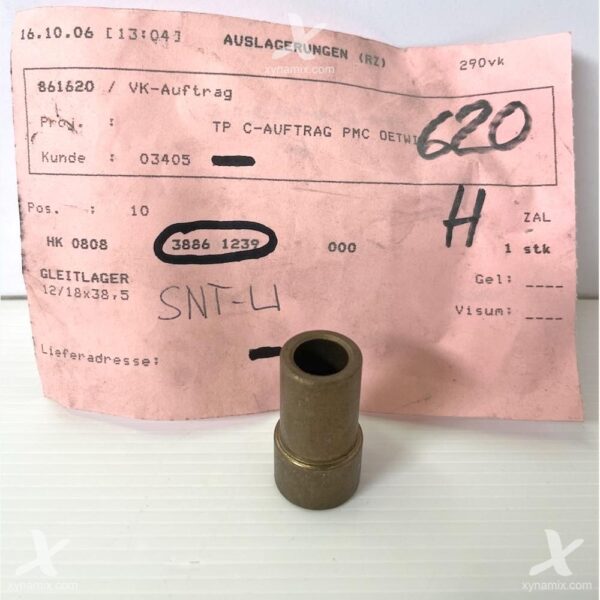 16.10.06 [13:04] AUSLAGERUNGEN (RZ) 290vk
861620 / VK-Auftrag
Proj. : TP C-AUFTRAG PMC 620
Kunde : 03405
Pos. : 10 H ZAL
HK 0808 3886 1239 000 1 stk
GLEITLAGER Gel: ____
12/18x38,5 SNT-LI Visum: ____
Lieferadresse:
xynamix.com
xynamix.com
xynamix.com